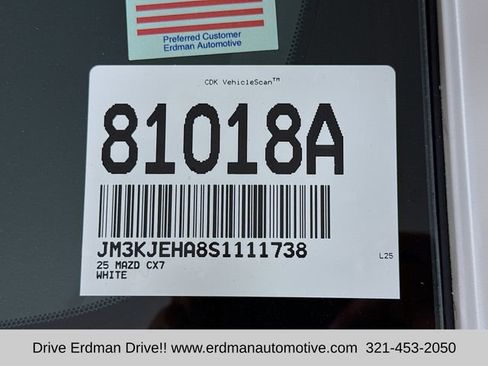 Preferred Customer
Erdman Automotive
CDK VehicleScan™
81018A
JM3KJEHA8S1111738
25 MAZD CX7
L25
WHITE
Drive Erdman Drive!! www.erdmanautomotive.com 321-453-2050